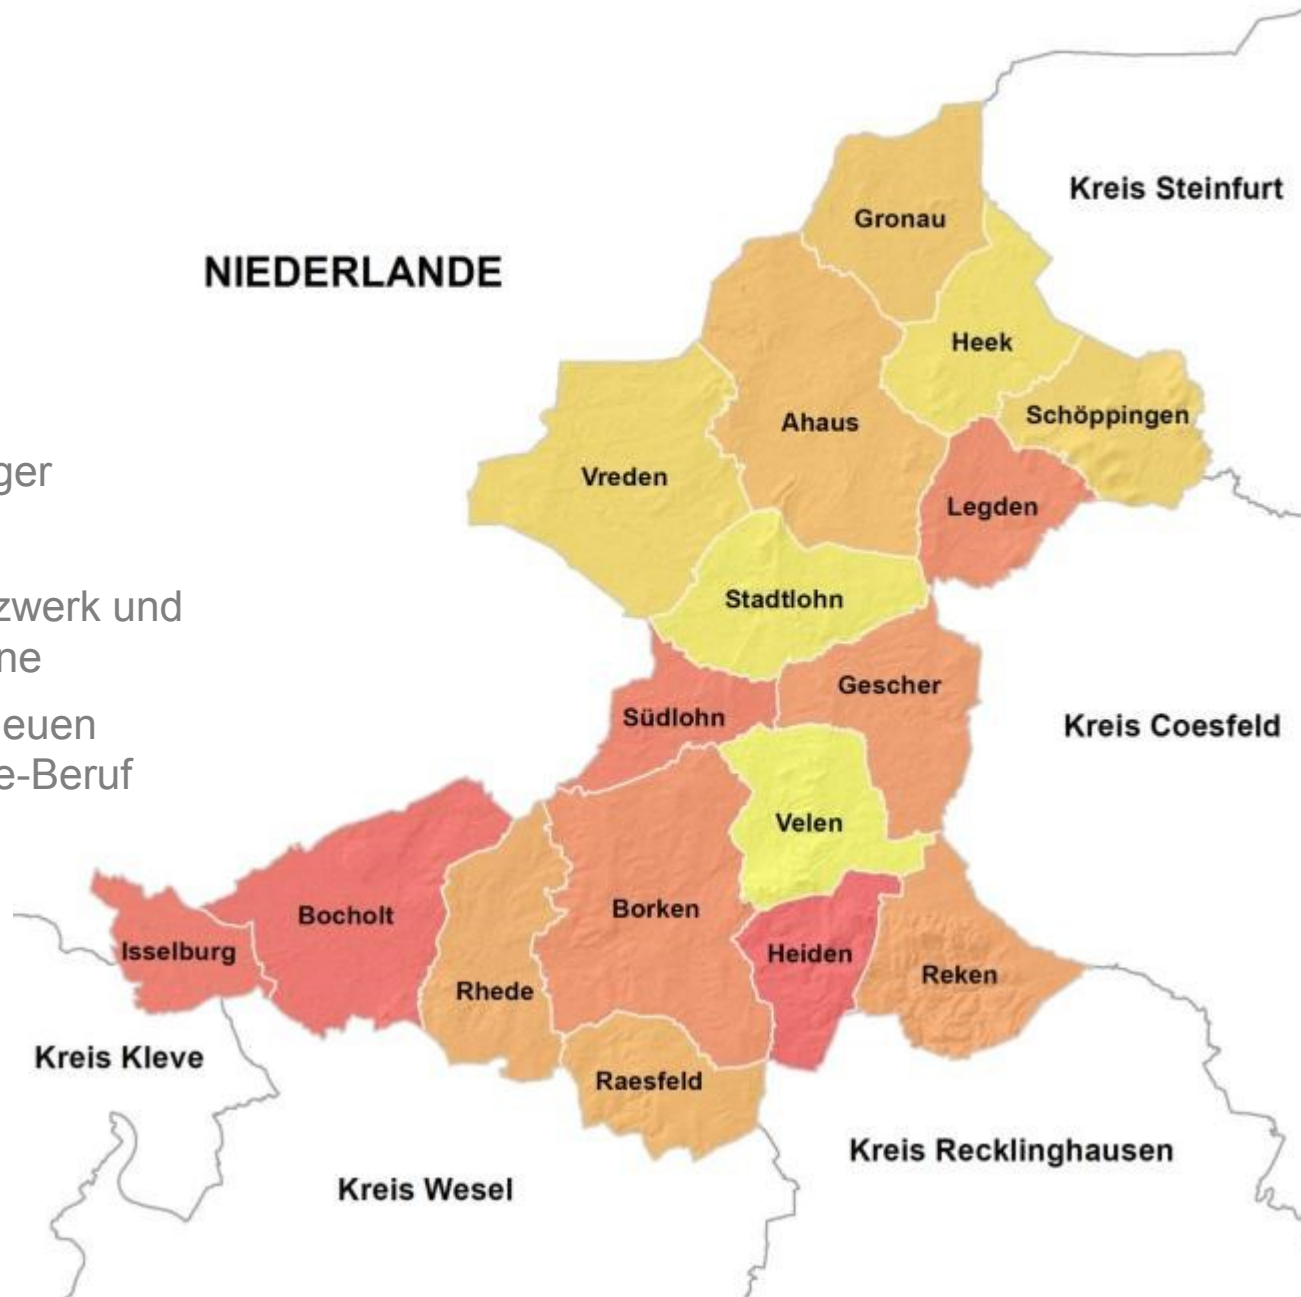 Kreis Steinfurt
Gronau
NIEDERLANDE
Heek
Schöppingen
Ahaus
ger
Vreden
Legden
Stadtlohn
zwerk und
ne
Gescher
Südlohn
euen
Kreis Coesfeld
e-Beruf
Velen
Borken
Bocholt
Isselburg
Heiden
Reken
Rhede
Kreis Kleve
Raesfeld
Kreis Recklinghausen
Kreis Wesel